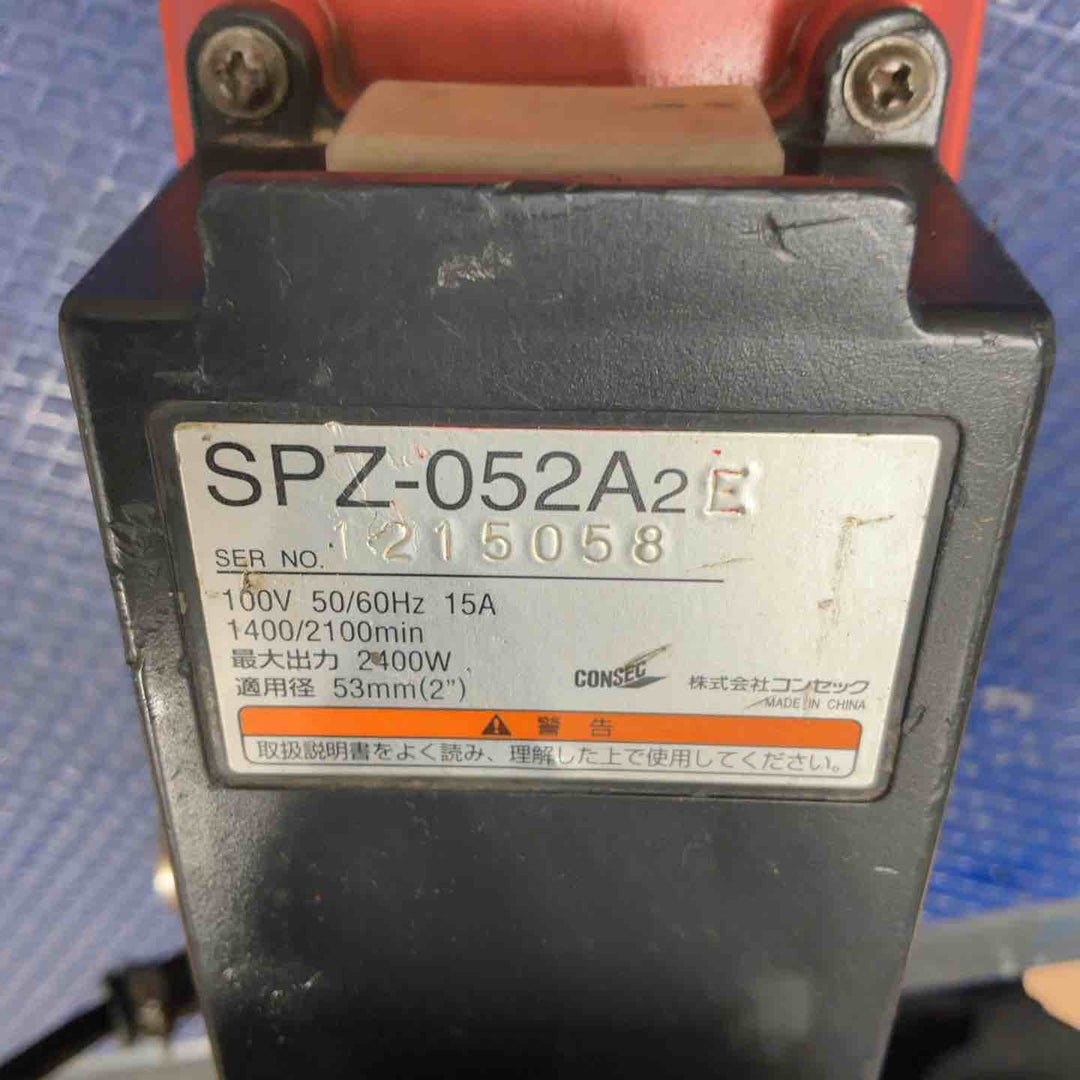 SPZ-052A2 E
SER NO. 1215058
100V 50/60Hz 15A
1400/2100min
最大出力 2400W
適用径 53mm(2")
CONSEC 株式会社コンセック
MADE IN CHINA
警告
取扱説明書をよく読み、理解した上で使用してください。